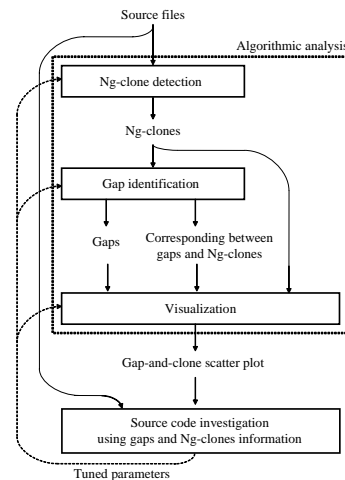 Source files
Algorithmic analysis
Ng-clone detection
Ng-clones
Gap identification
Gaps
Corresponding between
gaps and Ng-clones
Visualization
Gap-and-clone scatter plot
Source code investigation
using gaps and Ng-clones information
Tuned parameters